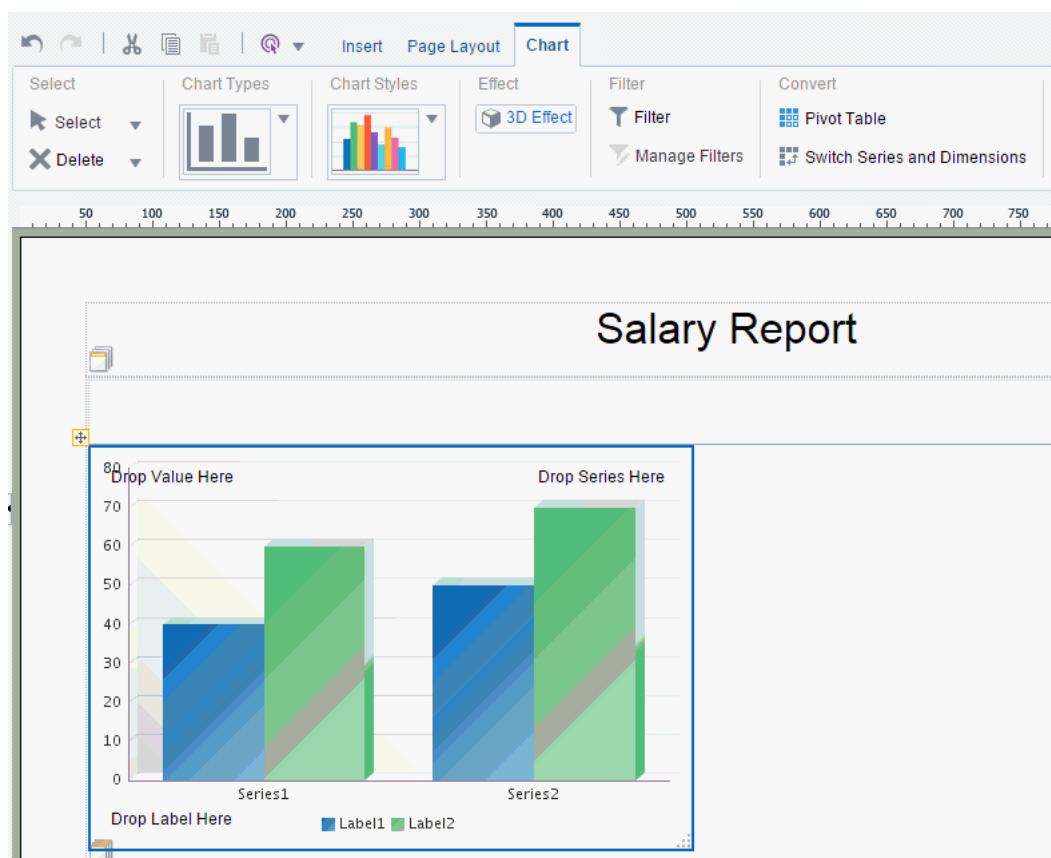 Insert Page Layout Chart
Select Chart Types Chart Styles Effect Filter Convert
Select 3D Effect Filter Pivot Table
Delete Manage Filters Switch Series and Dimensions
50 100 150 200 250 300 350 400 450 500 550 600 650 700 750
Salary Report
80
Drop Value Here Drop Series Here
70
60
50
40
30
20
10
0
Series1 Series2
Drop Label Here Label1 Label2